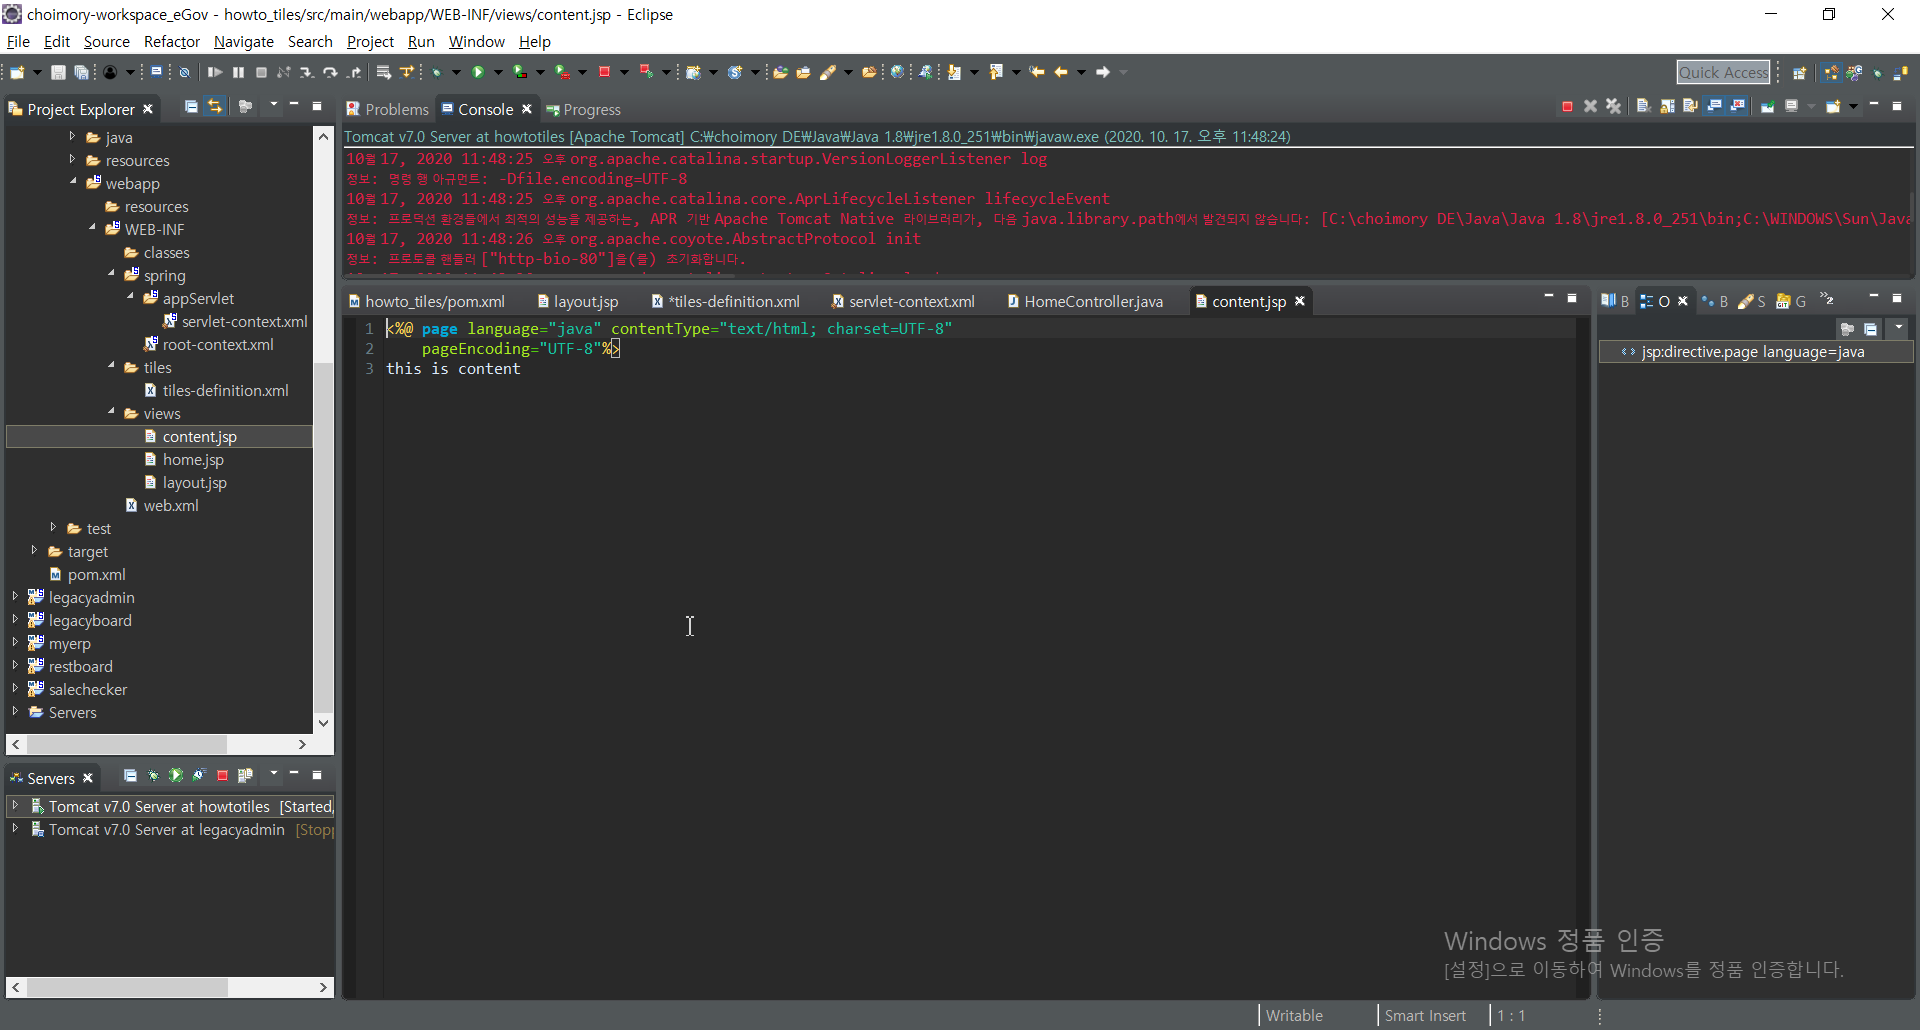 choimory-workspace_eGov - howto_tiles/src/main/webapp/WEB-INF/views/content.jsp - Eclipse
File Edit Source Refactor Navigate Search Project Run Window Help
Quick Access
Project Explorer
java
resources
webapp
resources
WEB-INF
classes
spring
appServlet
servlet-context.xml
root-context.xml
tiles
tiles-definition.xml
views
content.jsp
home.jsp
layout.jsp
web.xml
test
target
pom.xml
legacyadmin
legacyboard
myerp
restboard
salechecker
Servers
Servers
Tomcat v7.0 Server at howtotiles [Started,
Tomcat v7.0 Server at legacyadmin [Stopp
Problems Console Progress
Tomcat v7.0 Server at howtotiles [Apache Tomcat] C:₩choimory DE₩Java₩Java 1.8₩jre1.8.0_251₩bin₩javaw.exe (2020. 10. 17. 오후 11:48:24)
10월 17, 2020 11:48:25 오후 org.apache.catalina.startup.VersionLoggerListener log
정보: 명령 행 아규먼트: -Dfile.encoding=UTF-8
10월 17, 2020 11:48:25 오후 org.apache.catalina.core.AprLifecycleListener lifecycleEvent
정보: 프로덕션 환경들에서 최적의 성능을 제공하는, APR 기반 Apache Tomcat Native 라이브러리가, 다음 java.library.path에서 발견되지 않습니다: [C:\choimory DE\Java\Java 1.8\jre1.8.0_251\bin;C:\WINDOWS\Sun\Java
10월 17, 2020 11:48:26 오후 org.apache.coyote.AbstractProtocol init
정보: 프로토콜 핸들러 ["http-bio-80"]을(를) 초기화합니다.
howto_tiles/pom.xml layout.jsp *tiles-definition.xml servlet-context.xml HomeController.java content.jsp
1 <%@ page language="java" contentType="text/html; charset=UTF-8"
2 pageEncoding="UTF-8"%>
3 this is content
B O B S G
jsp:directive.page language=java
Windows 정품 인증
[설정]으로 이동하여 Windows를 정품 인증합니다.
Writable Smart Insert 1 : 1